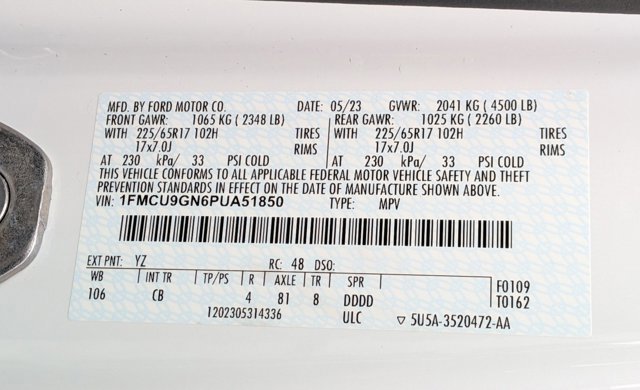 MFD. BY FORD MOTOR CO. DATE: 05/23 GVWR: 2041 KG ( 4500 LB)
FRONT GAWR: 1065 KG ( 2348 LB) REAR GAWR: 1025 KG ( 2260 LB)
WITH 225/65R17 102H TIRES WITH 225/65R17 102H TIRES
17x7.0J RIMS 17x7.0J RIMS
AT 230 kPa/ 33 PSI COLD AT 230 kPa/ 33 PSI COLD
THIS VEHICLE CONFORMS TO ALL APPLICABLE FEDERAL MOTOR VEHICLE SAFETY AND THEFT
PREVENTION STANDARDS IN EFFECT ON THE DATE OF MANUFACTURE SHOWN ABOVE.
VIN: 1FMCU9GN6PUA51850 TYPE: MPV
EXT PNT: YZ RC: 48 DSO:
WB INT TR TP/PS R AXLE TR SPR F0109
106 CB 4 81 8 DDDD T0162
1202305314336 ULC ▽ 5U5A-3520472-AA